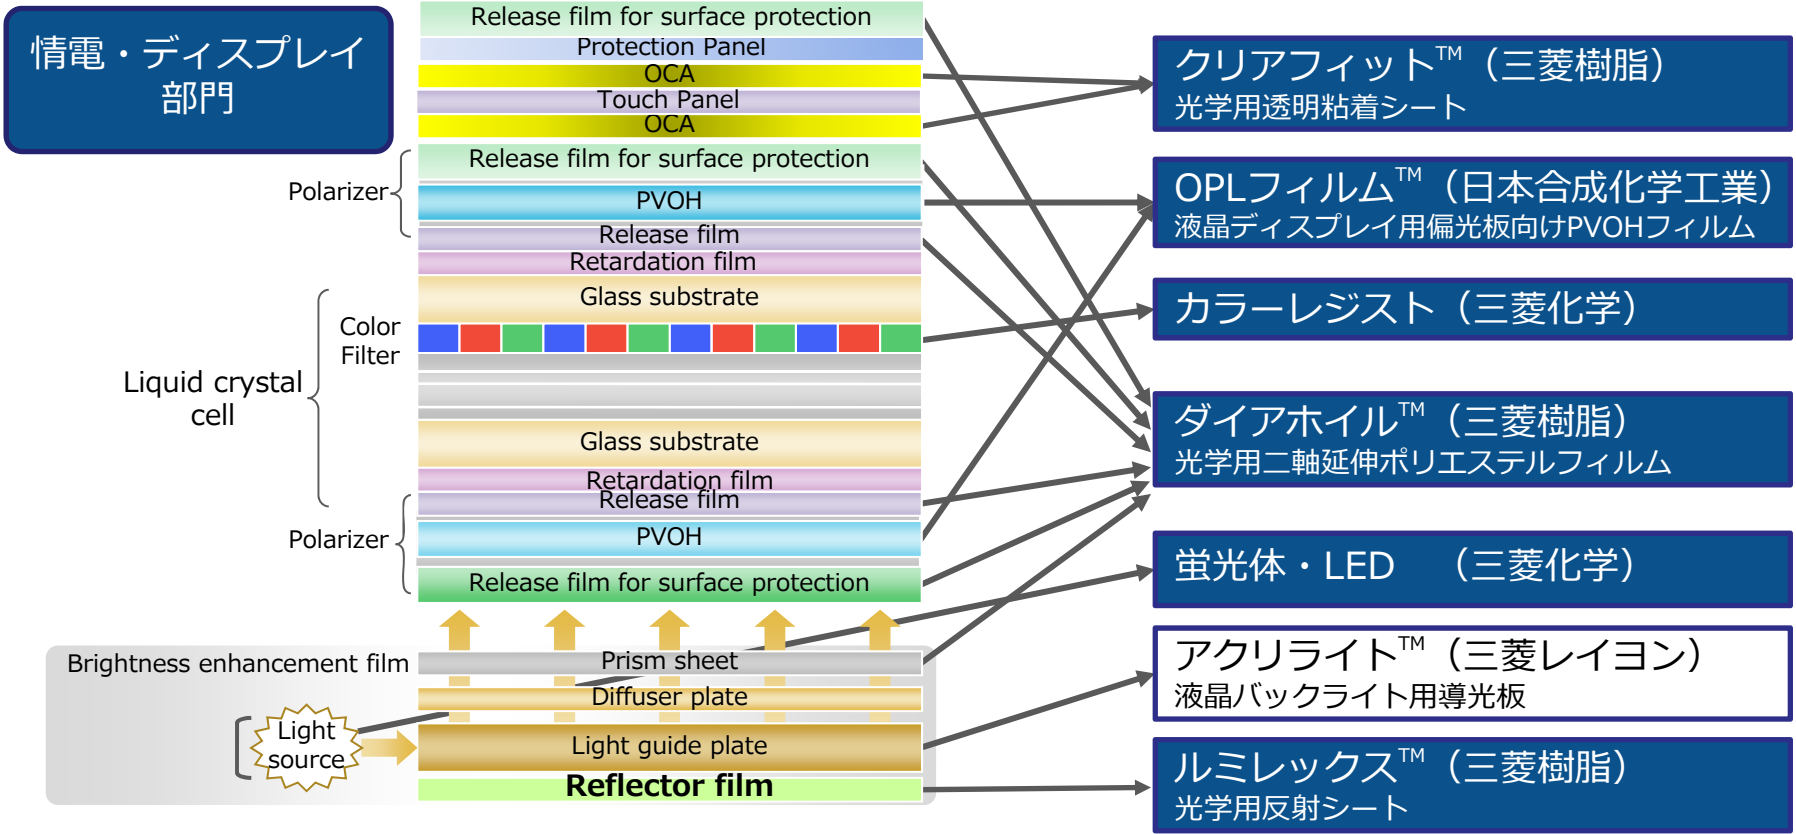 情電・ディスプレイ
部門
Release film for surface protection
Protection Panel
OCA
Touch Panel
OCA
Release film for surface protection
Polarizer
PVOH
Release film
Retardation film
Glass substrate
Color
Filter
Liquid crystal
cell
Glass substrate
Retardation film
Release film
Polarizer
PVOH
Release film for surface protection
Brightness enhancement film
Prism sheet
Diffuser plate
Light
source
Light guide plate
Reflector film
クリアフィット™（三菱樹脂）
光学用透明粘着シート
OPLフィルム™（日本合成化学工業）
液晶ディスプレイ用偏光板向けPVOHフィルム
カラーレジスト（三菱化学）
ダイアホイル™（三菱樹脂）
光学用二軸延伸ポリエステルフィルム
蛍光体・LED　（三菱化学）
アクリライト™（三菱レイヨン）
液晶バックライト用導光板
ルミレックス™（三菱樹脂）
光学用反射シート